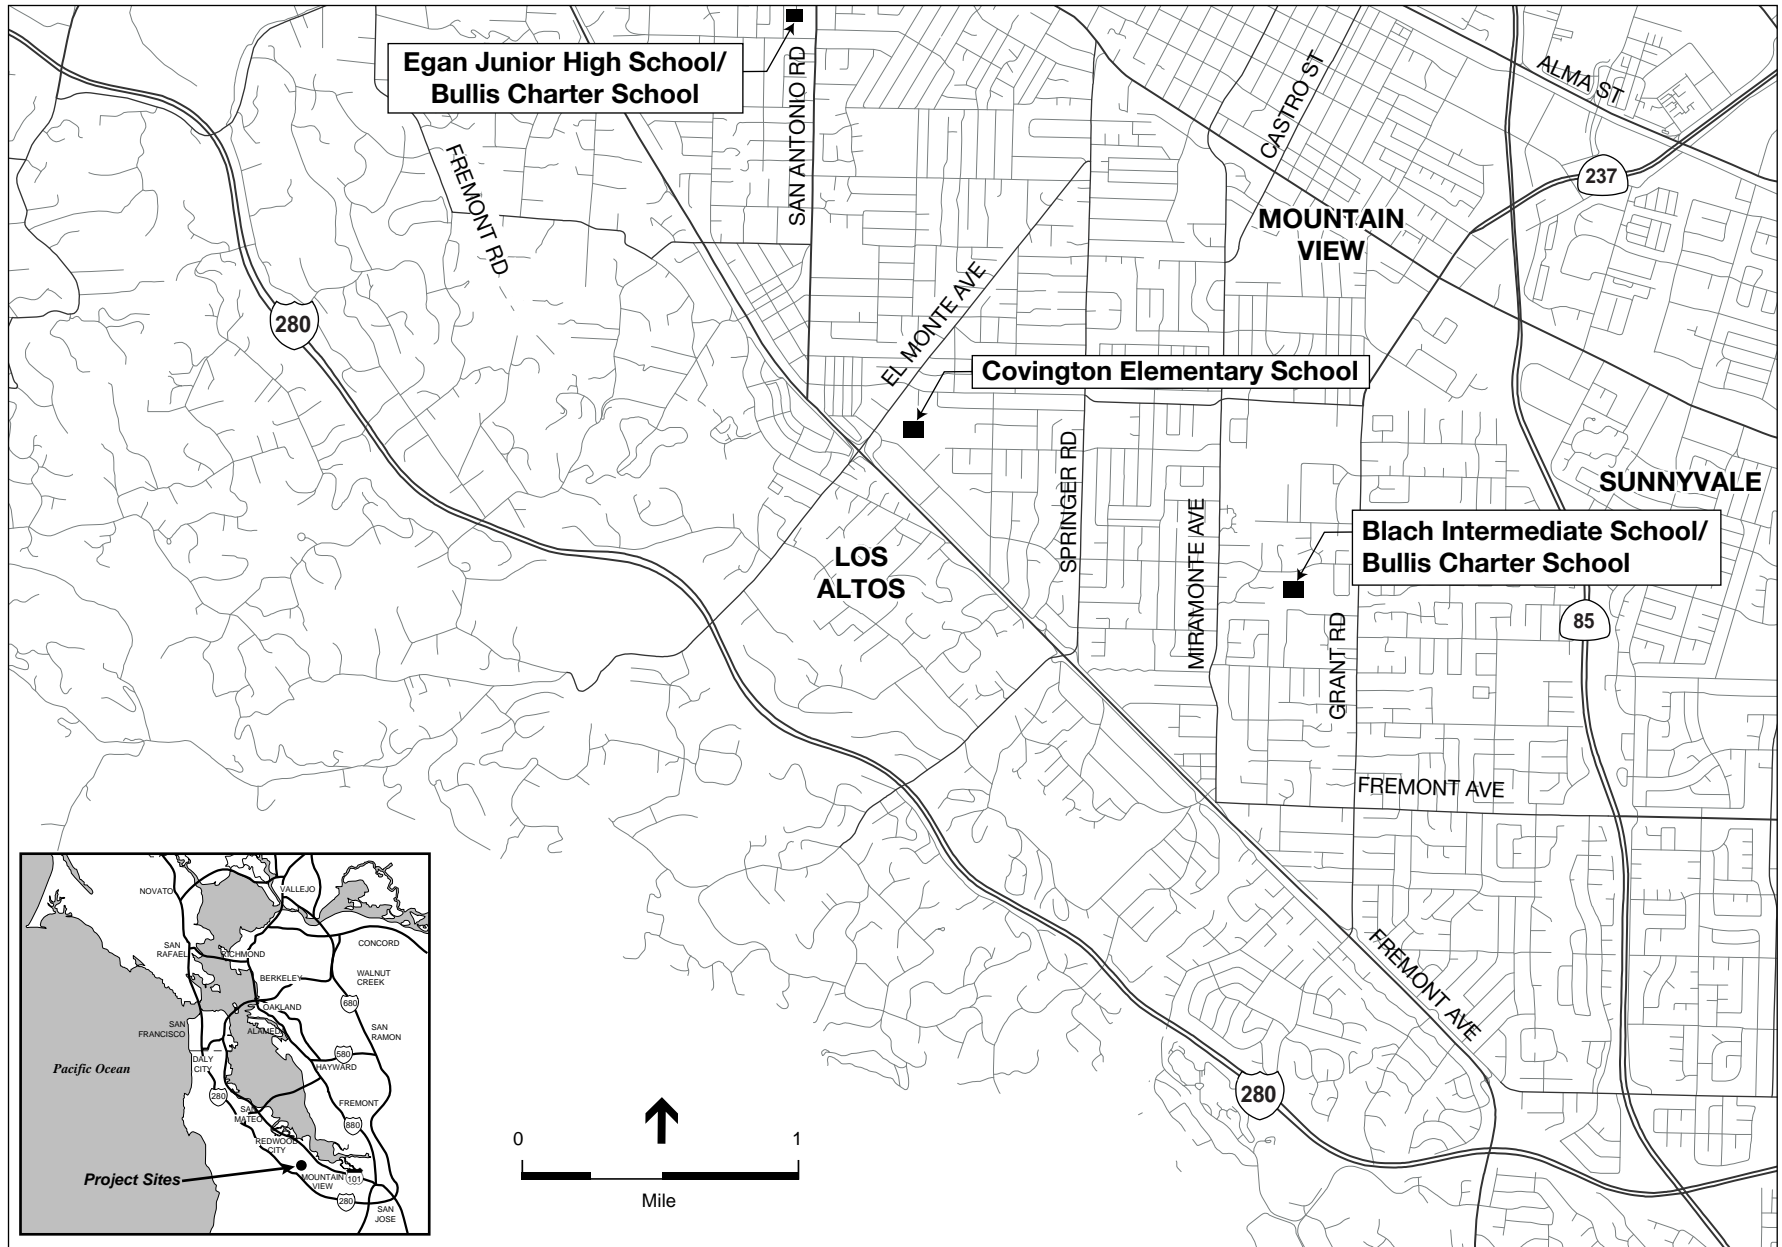 Egan Junior High School/
Bullis Charter School
SAN ANTONIO RD
FREMONT RD
CASTRO ST
ALMA ST
237
MOUNTAIN
VIEW
280
EL MONTE AVE
Covington Elementary School
SPRINGER RD
SUNNYVALE
MIRAMONTE AVE
Blach Intermediate School/
Bullis Charter School
LOS
ALTOS
GRANT RD
85
FREMONT AVE
FREMONT AVE
280
0
1
Mile
NOVATO
VALLEJO
SAN
RAFAEL
RICHMOND
CONCORD
BERKELEY
WALNUT
CREEK
OAKLAND
680
SAN
FRANCISCO
ALAMEDA
SAN
RAMON
DALY
CITY
580
HAYWARD
Pacific Ocean
280
SAN
MATEO
FREMONT
880
REDWOOD
CITY
Project Sites
MOUNTAIN
VIEW
101
280
SAN
JOSE